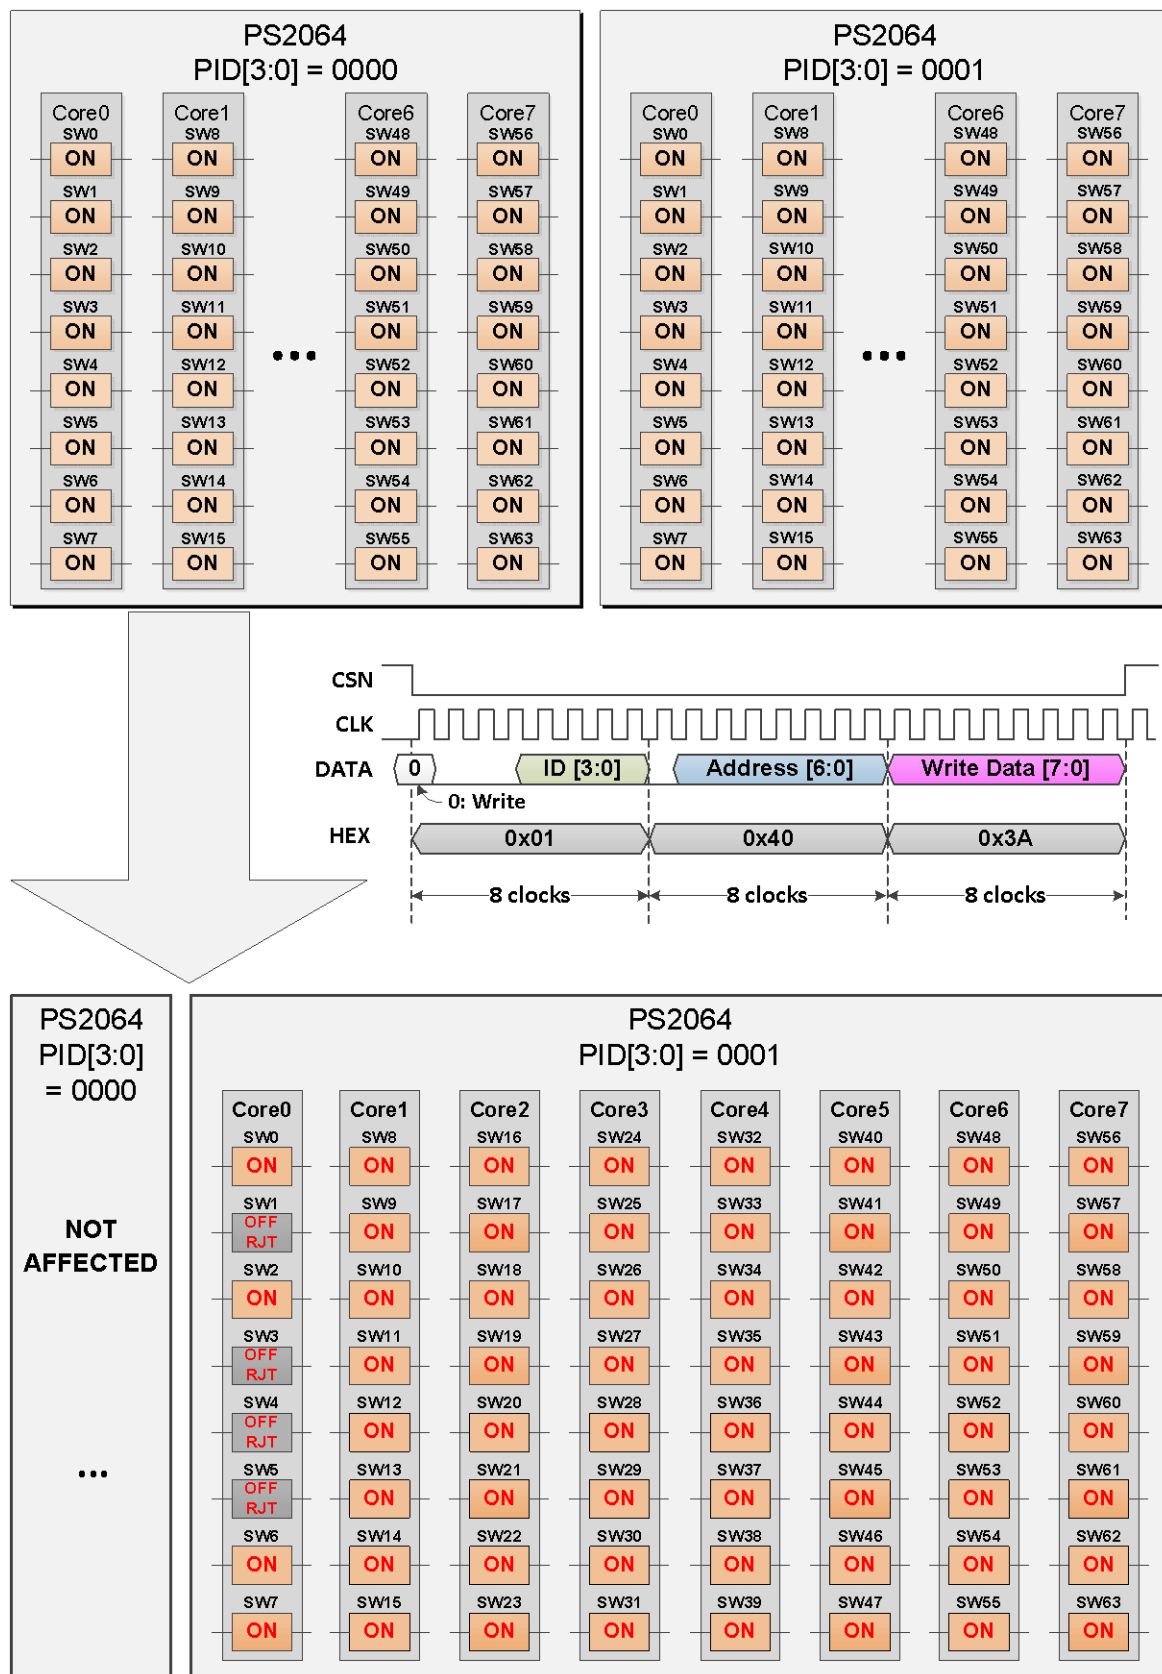 PS2064
PID[3:0] = 0000
Core0 Core1 Core6 Core7
SW0 SW8 SW48 SW56
ON ON ON ON
SW1 SW9 SW49 SW57
ON ON ON ON
SW2 SW10 SW50 SW58
ON ON ON ON
SW3 SW11 SW51 SW59
ON ON ON ON
...
SW4 SW12 SW52 SW60
ON ON ON ON
SW5 SW13 SW53 SW61
ON ON ON ON
SW6 SW14 SW54 SW62
ON ON ON ON
SW7 SW15 SW55 SW63
ON ON ON ON
PS2064
PID[3:0] = 0001
Core0 Core1 Core6 Core7
SW0 SW8 SW48 SW56
ON ON ON ON
SW1 SW9 SW49 SW57
ON ON ON ON
SW2 SW10 SW50 SW58
ON ON ON ON
SW3 SW11 SW51 SW59
ON ON ON ON
...
SW4 SW12 SW52 SW60
ON ON ON ON
SW5 SW13 SW53 SW61
ON ON ON ON
SW6 SW14 SW54 SW62
ON ON ON ON
SW7 SW15 SW55 SW63
ON ON ON ON
CSN
CLK
DATA 0 ID [3:0] Address [6:0] Write Data [7:0]
0: Write
HEX 0x01 0x40 0x3A
8 clocks 8 clocks 8 clocks
PS2064
PID[3:0]
= 0000
NOT
AFFECTED
...
PS2064
PID[3:0] = 0001
Core0 Core1 Core2 Core3 Core4 Core5 Core6 Core7
SW0 SW8 SW16 SW24 SW32 SW40 SW48 SW56
ON ON ON ON ON ON ON ON
SW1 SW9 SW17 SW25 SW33 SW41 SW49 SW57
OFF RJT ON ON ON ON ON ON ON
SW2 SW10 SW18 SW26 SW34 SW42 SW50 SW58
ON ON ON ON ON ON ON ON
SW3 SW11 SW19 SW27 SW35 SW43 SW51 SW59
OFF RJT ON ON ON ON ON ON ON
SW4 SW12 SW20 SW28 SW36 SW44 SW52 SW60
OFF RJT ON ON ON ON ON ON ON
SW5 SW13 SW21 SW29 SW37 SW45 SW53 SW61
OFF RJT ON ON ON ON ON ON ON
SW6 SW14 SW22 SW30 SW38 SW46 SW54 SW62
ON ON ON ON ON ON ON ON
SW7 SW15 SW23 SW31 SW39 SW47 SW55 SW63
ON ON ON ON ON ON ON ON